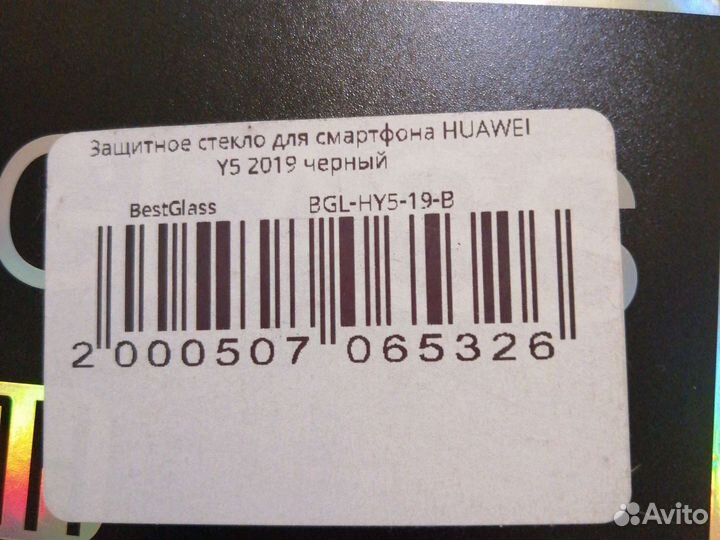 Защитное стекло для смартфона HUAWEI
Y5 2019 черный
BestGlass BGL-HY5-19-B
2 000507 065326
Avito